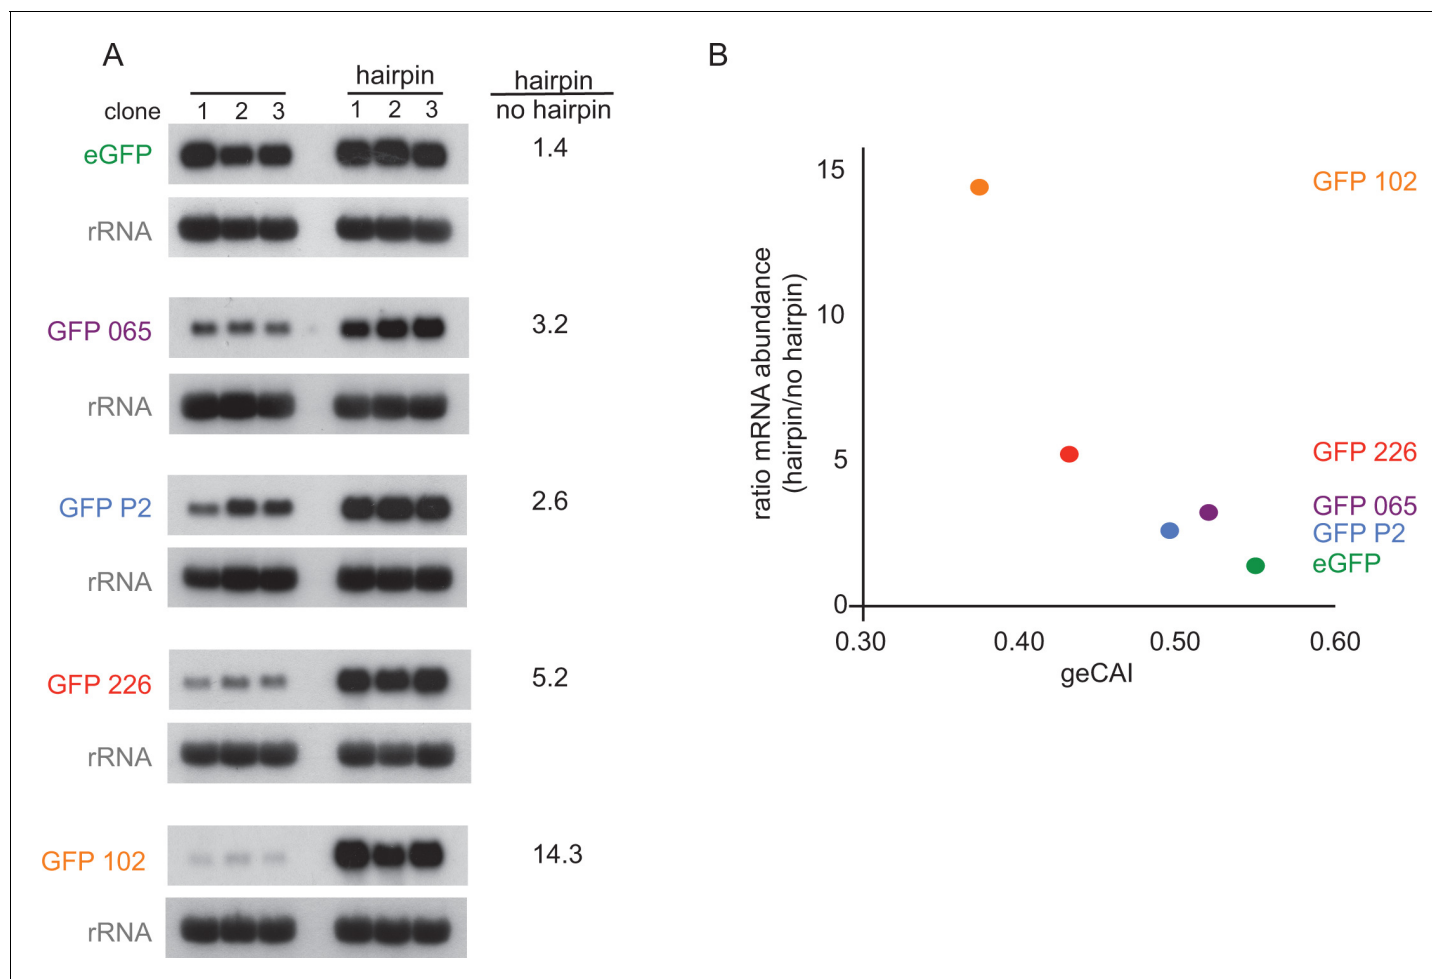 A
hairpin
hairpin
no hairpin
clone 1 2 3 1 2 3
eGFP 1.4
rRNA
GFP 065 3.2
rRNA
GFP P2 2.6
rRNA
GFP 226 5.2
rRNA
GFP 102 14.3
rRNA
B
ratio mRNA abundance
(hairpin/no hairpin)
15
10
5
0
0.30 0.40 0.50 0.60
geCAI
GFP 102
GFP 226
GFP 065
GFP P2
eGFP